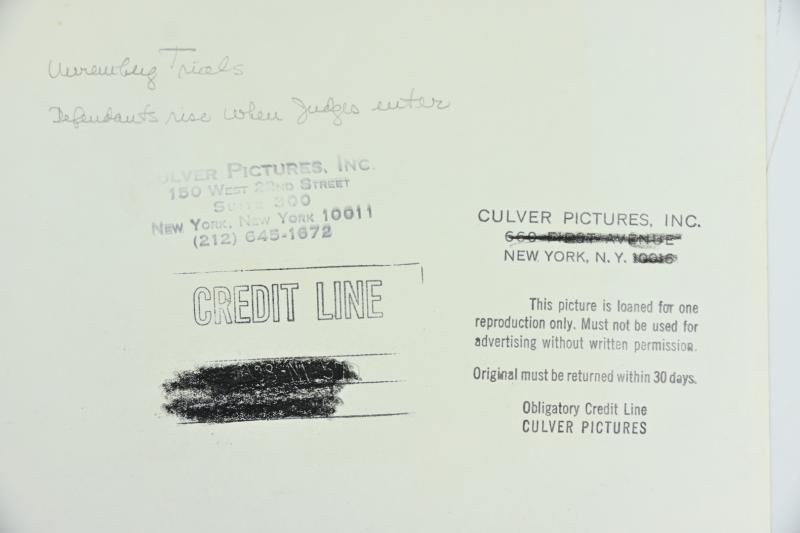 Nuremberg Trials
Defendants rise when Judges enter
CULVER PICTURES, INC.
150 WEST 22ND STREET
SUITE 300
NEW YORK, NEW YORK 10011
(212) 645-1672
CREDIT LINE
CULVER PICTURES, INC.
660 FIRST AVENUE
NEW YORK, N. Y. 10016
This picture is loaned for one
reproduction only. Must not be used for
advertising without written permission.
Original must be returned within 30 days.
Obligatory Credit Line
CULVER PICTURES